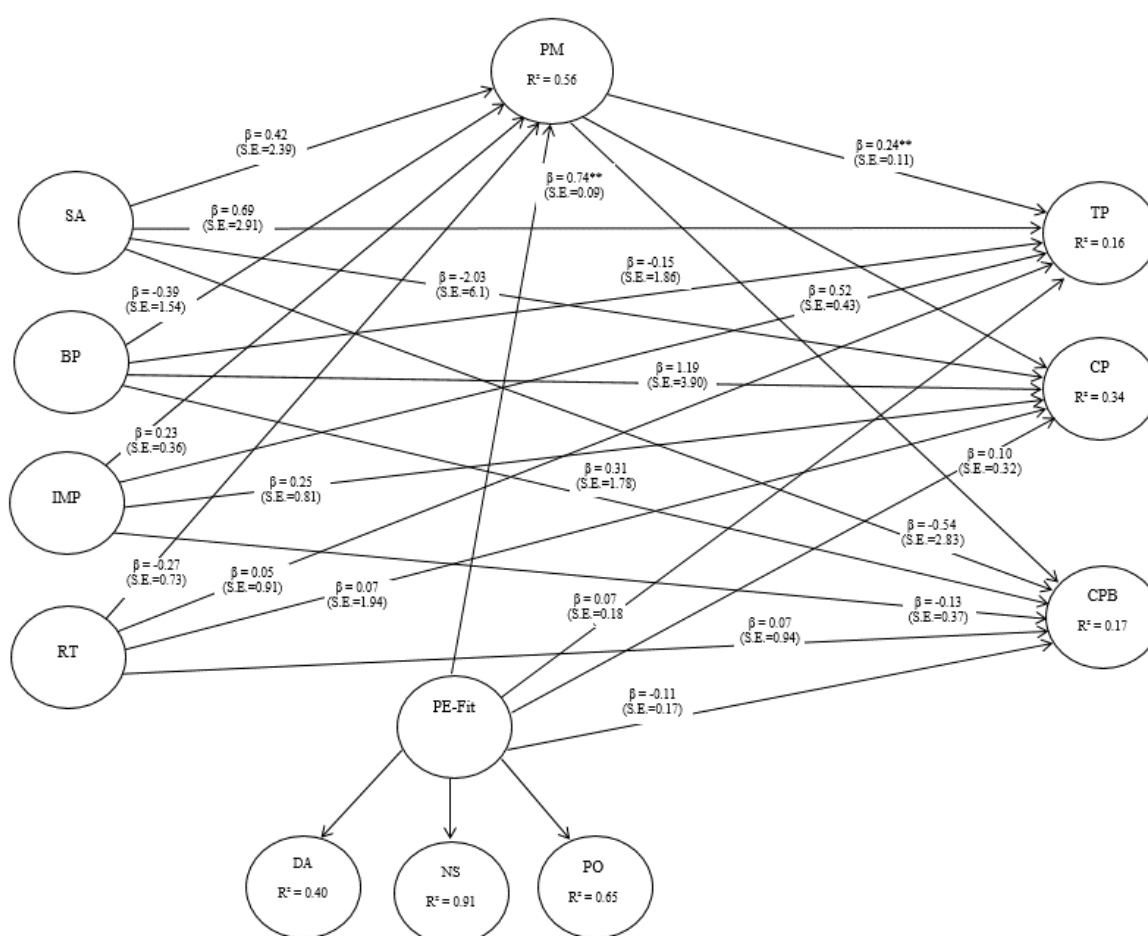 PM
R² = 0.56
β = 0.42
(S.E.=2.39)
β = 0.24**
(S.E.=0.11)
β = 0.74**
(S.E.=0.09)
SA
β = 0.69
(S.E.=2.91)
TP
R² = 0.16
β = -0.15
(S.E.=1.86)
β = -2.03
(S.E.=6.1)
β = -0.39
(S.E.=1.54)
β = 0.52
(S.E.=0.43)
BP
CP
R² = 0.34
β = 1.19
(S.E.=3.90)
β = 0.23
(S.E.=0.36)
β = 0.10
(S.E.=0.32)
β = 0.31
(S.E.=1.78)
β = 0.25
(S.E.=0.81)
IMP
β = -0.54
(S.E.=2.83)
β = -0.27
(S.E.=0.73)
β = 0.05
(S.E.=0.91)
β = 0.07
(S.E.=1.94)
β = 0.07
(S.E.=0.18
β = -0.13
(S.E.=0.37)
CPB
R² = 0.17
β = 0.07
(S.E.=0.94)
RT
β = -0.11
(S.E.=0.17)
PE-Fit
DA
R² = 0.40
NS
R² = 0.91
PO
R² = 0.65